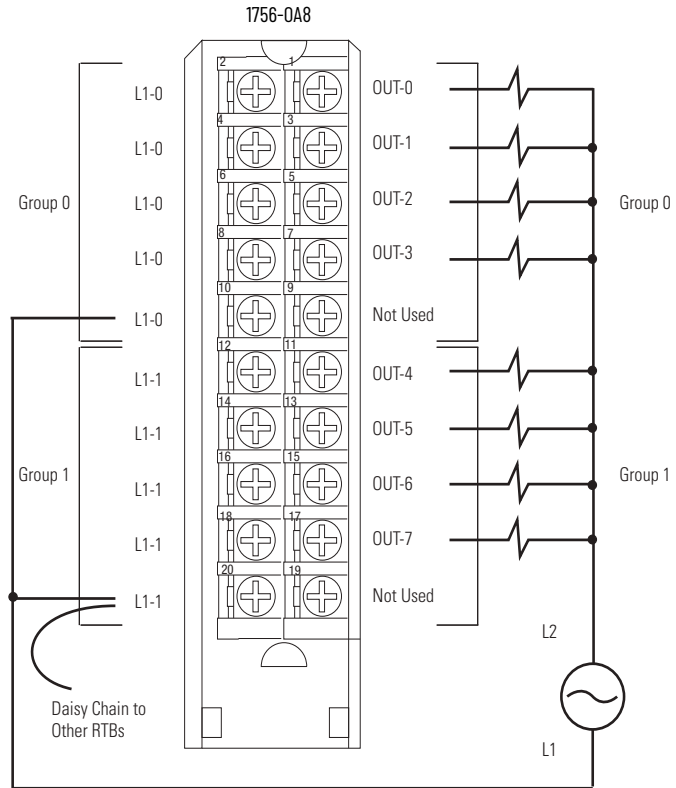 1756-OA8
2 1
L1-0 OUT-0
4 3
L1-0 OUT-1
6 5
Group 0 L1-0 OUT-2 Group 0
8 7
L1-0 OUT-3
10 9
L1-0 Not Used
12 11
L1-1 OUT-4
14 13
L1-1 OUT-5
16 15
Group 1 L1-1 OUT-6 Group 1
18 17
L1-1 OUT-7
20 19
L1-1 Not Used
L2
Daisy Chain to
Other RTBs
L1